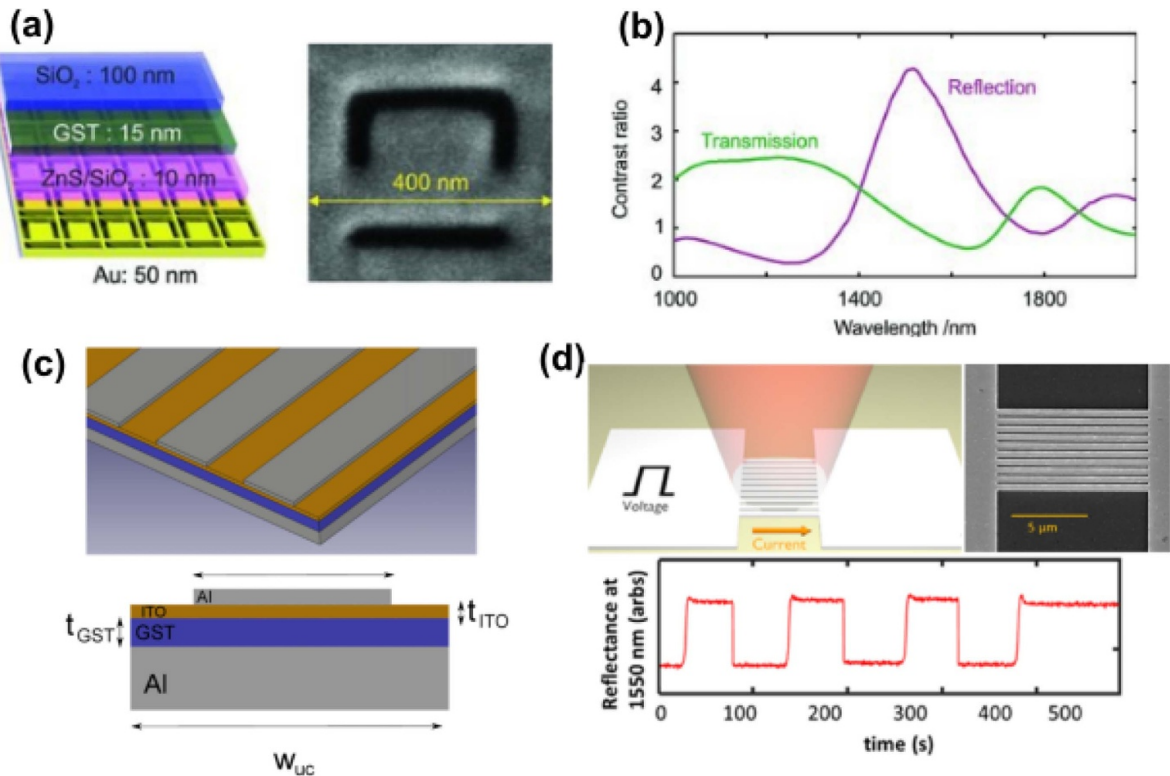 (a)
SiO₂ : 100 nm
GST : 15 nm
ZnS/SiO₂ : 10 nm
Au: 50 nm
400 nm
(b)
Contrast ratio
4
3
2
1
0
Reflection
Transmission
1000
1400
1800
Wavelength /nm
(c)
Al
ITO
GST
Al
tGST
tITO
wuc
(d)
Voltage
Current
5 µm
Reflectance at
1550 nm (arbs)
0
100
200
300
400
500
time (s)